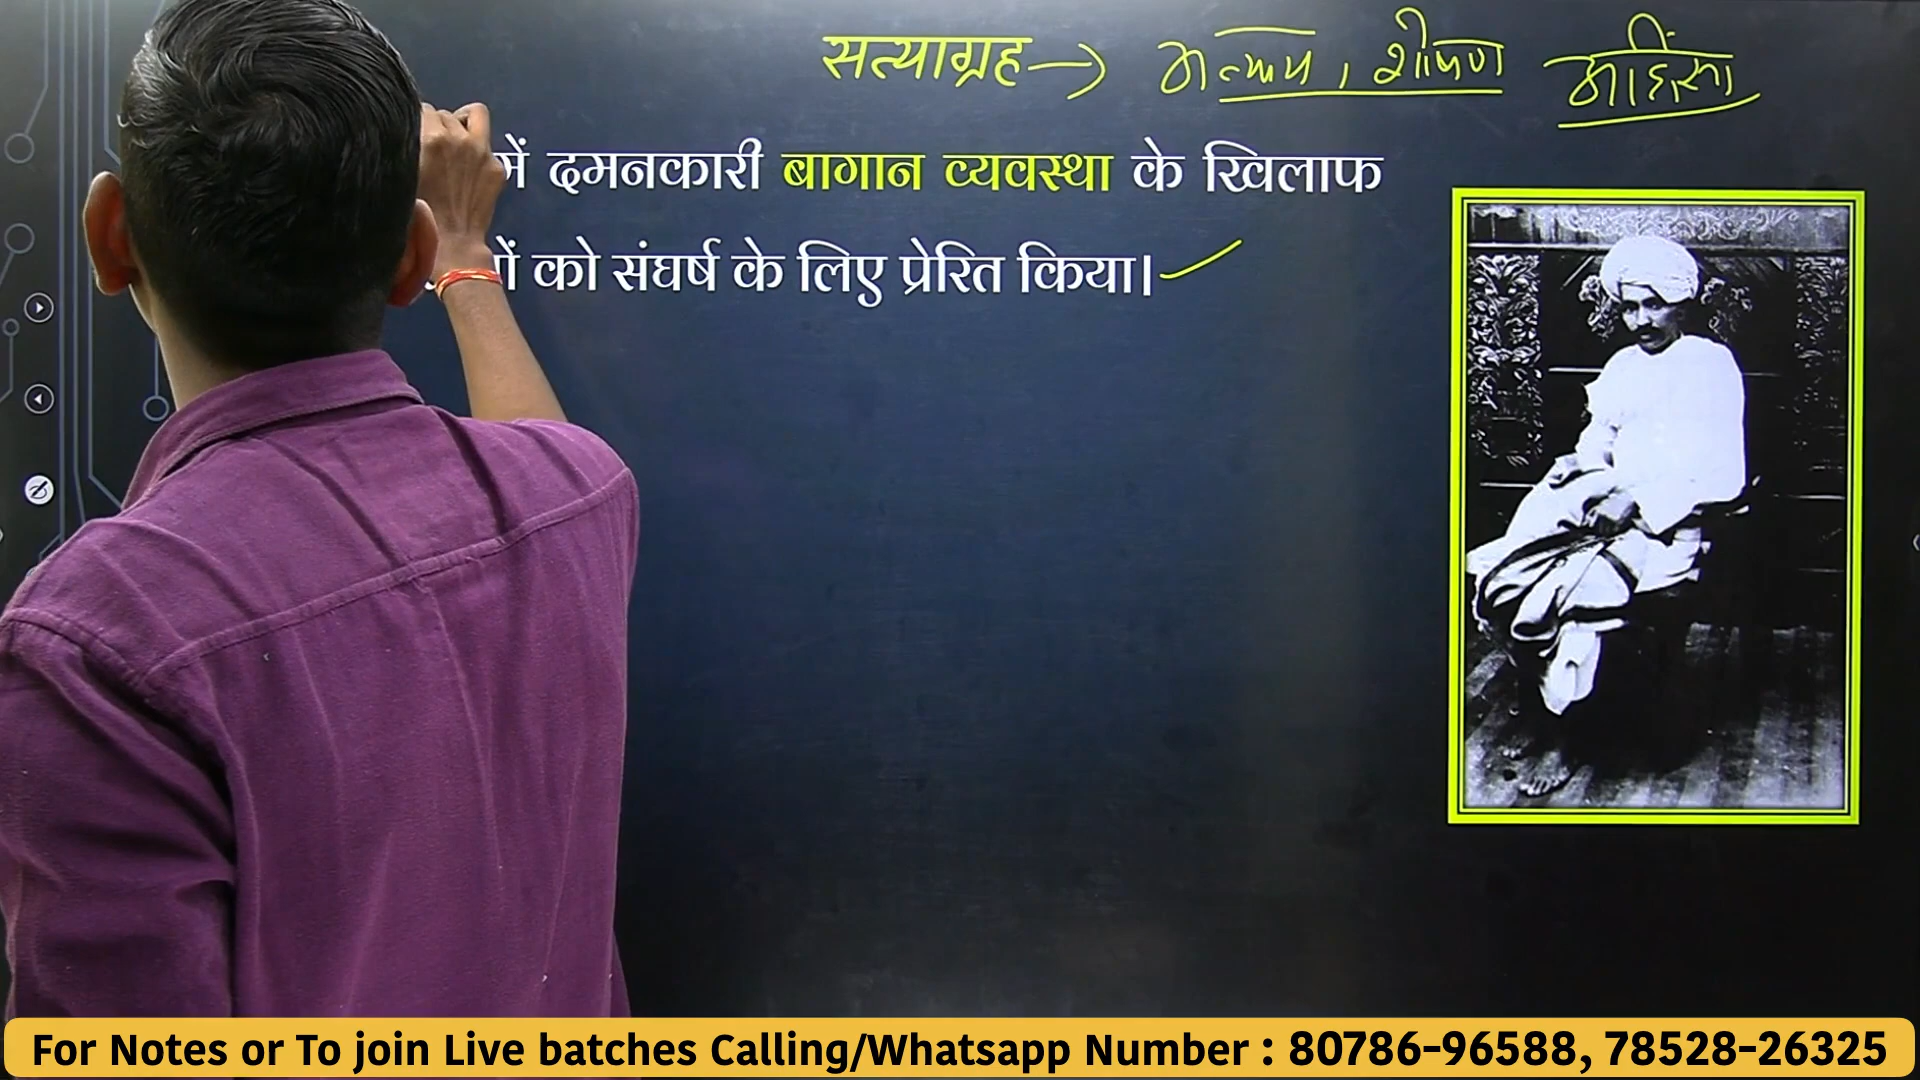 सत्याग्रह → अन्याय, शोषण अहिंसा
में दमनकारी बागान व्यवस्था के खिलाफ
को संघर्ष के लिए प्रेरित किया।
For Notes or To join Live batches Calling/Whatsapp Number : 80786-96588, 78528-26325